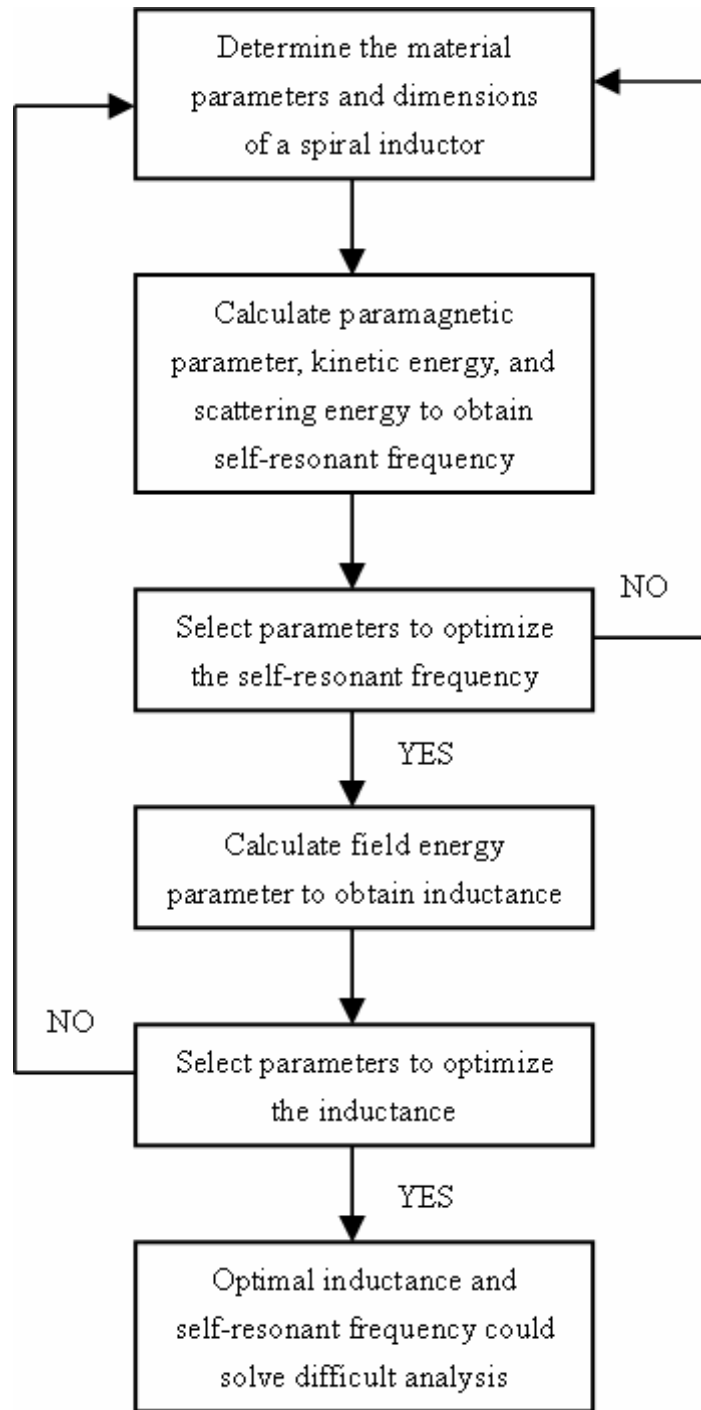 Determine the material
parameters and dimensions
of a spiral inductor
Calculate paramagnetic
parameter, kinetic energy, and
scattering energy to obtain
self-resonant frequency
NO
Select parameters to optimize
the self-resonant frequency
YES
Calculate field energy
parameter to obtain inductance
NO
Select parameters to optimize
the inductance
YES
Optimal inductance and
self-resonant frequency could
solve difficult analysis